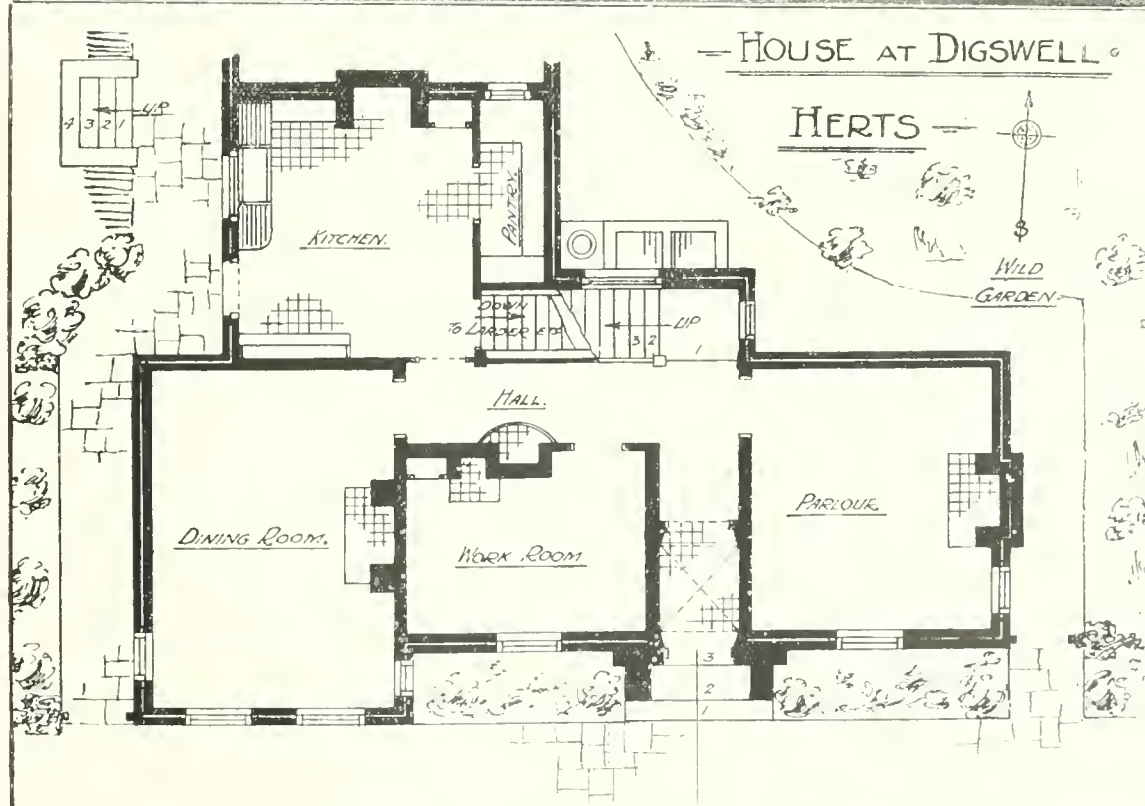 HOUSE AT DIGSWELL
HERTS
S
WILD
GARDEN
UP
4 3 2 1
KITCHEN.
PANTRY.
DOWN
TO LARDER ETC
UP
3 2
1
HALL.
DINING ROOM.
WORK ROOM
PARLOUR.
3
2
1